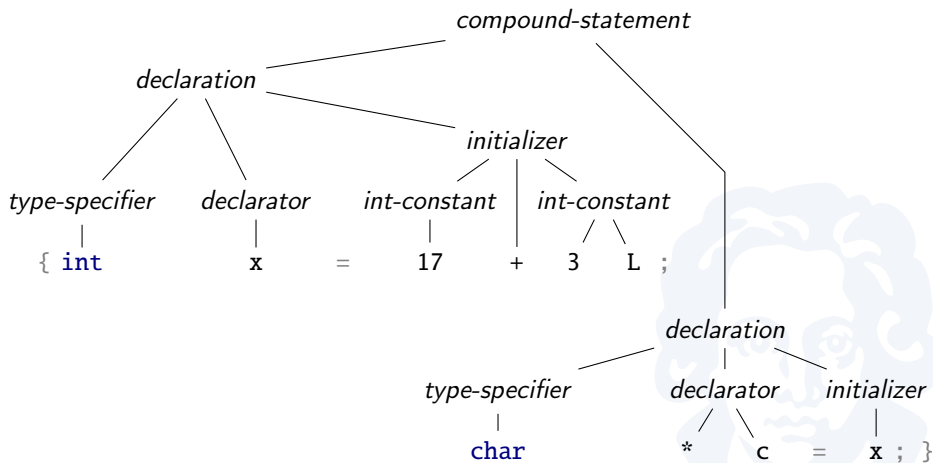 compound-statement
declaration
initializer
type-specifier declarator int-constant int-constant
{ int x = 17 + 3 L ;
declaration
type-specifier declarator initializer
char * c = x ; }